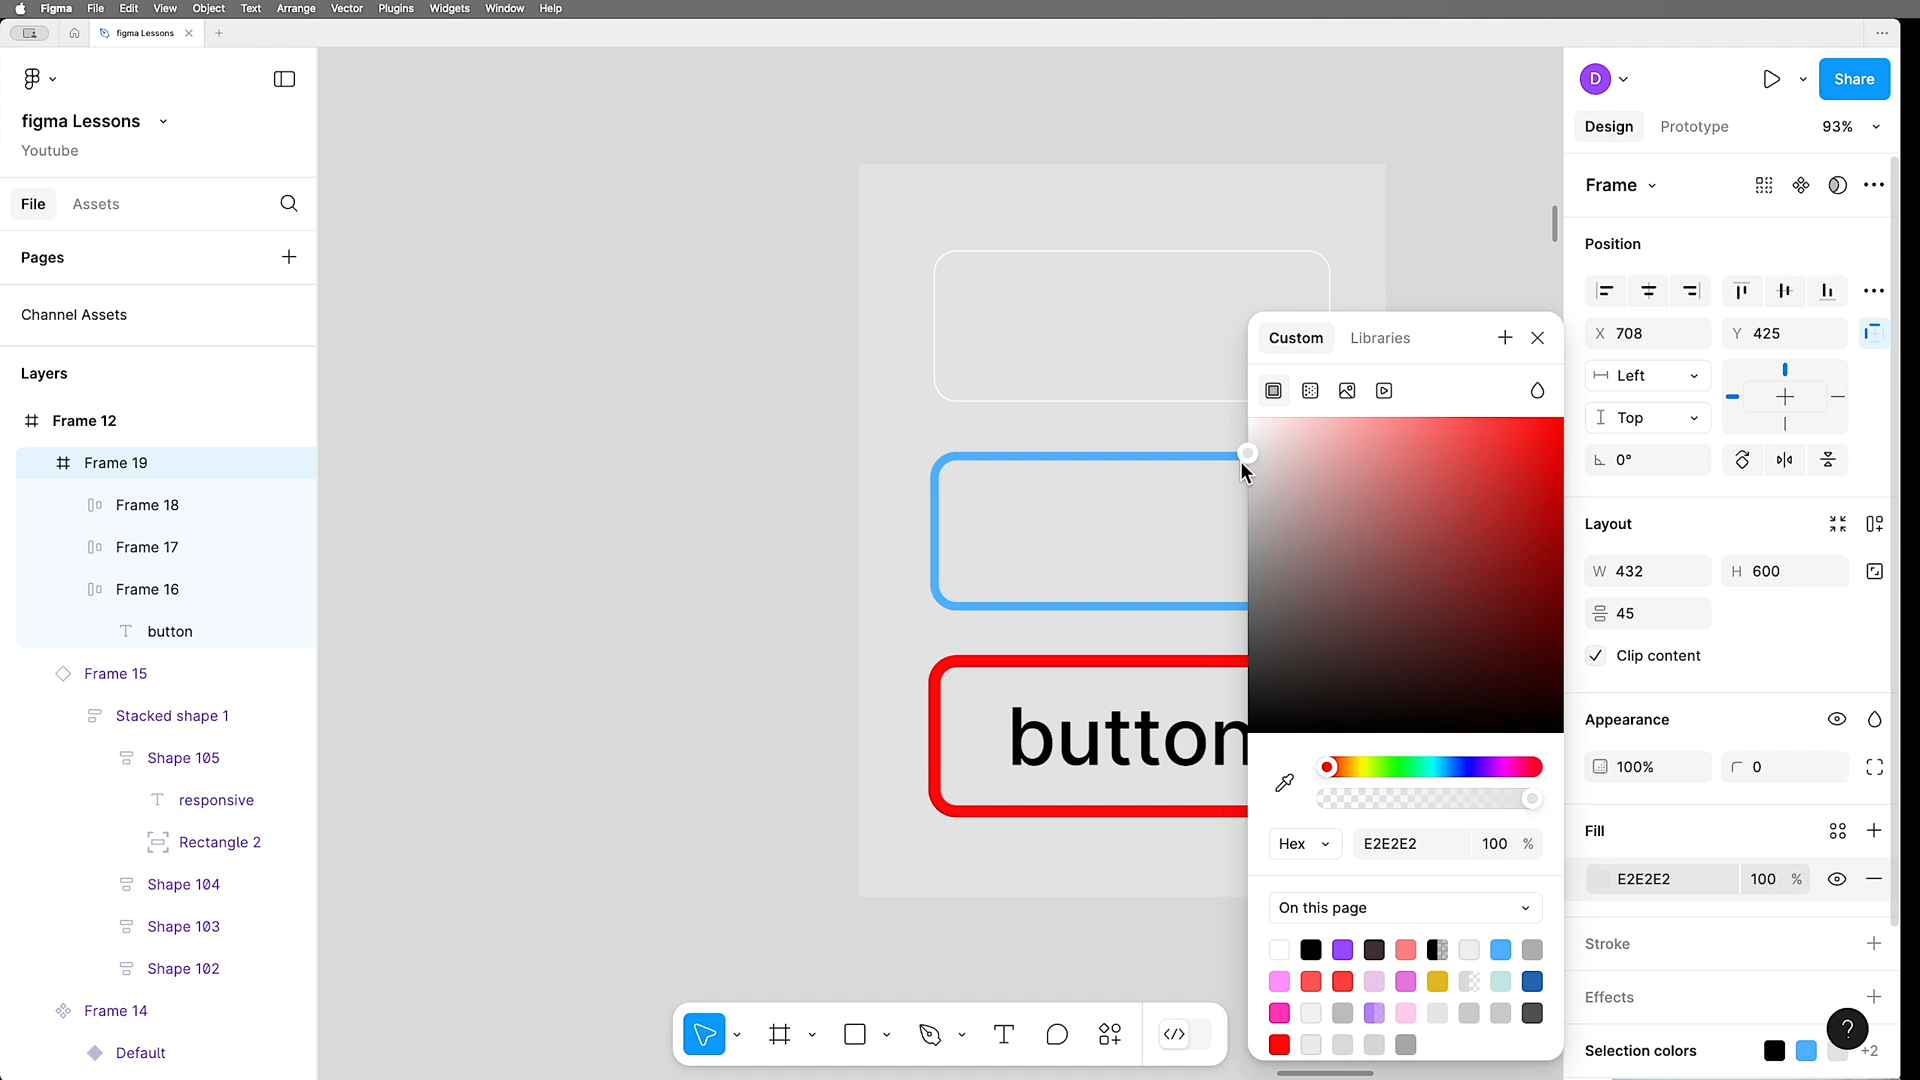 Figma File Edit View Object Text Arrange Vector Plugins Widgets Window Help
figma Lessons
figma Lessons
Youtube
File Assets
Pages
Channel Assets
Layers
Frame 12
Frame 19
Frame 18
Frame 17
Frame 16
button
Frame 15
Stacked shape 1
Shape 105
responsive
Rectangle 2
Shape 104
Shape 103
Shape 102
Frame 14
Default
button
Custom Libraries
Hex E2E2E2 100 %
On this page
D
Share
Design Prototype 93%
Frame
Position
X 708 Y 425
Left
Top
0°
Layout
W 432 H 600
45
Clip content
Appearance
100% 0
Fill
E2E2E2 100 %
Stroke
Effects
?
Selection colors +2